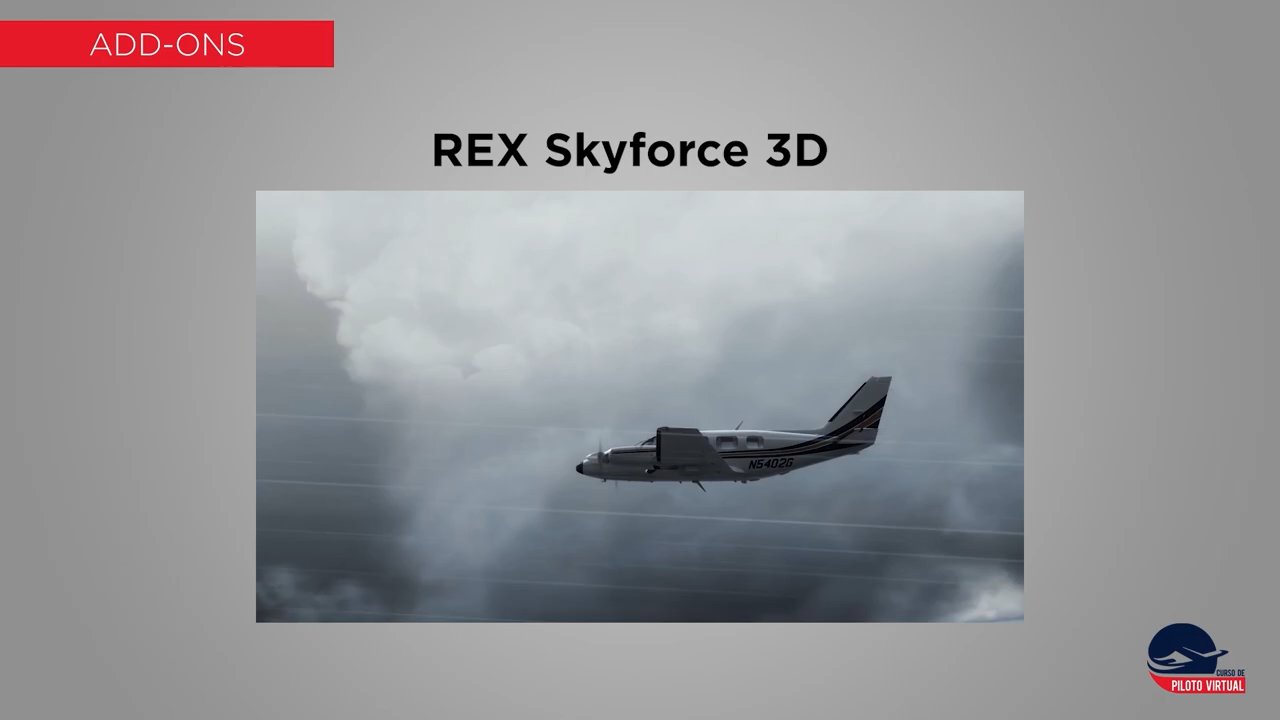 ADD-ONS
REX Skyforce 3D
N5402G
CURSO DE
PILOTO VIRTUAL